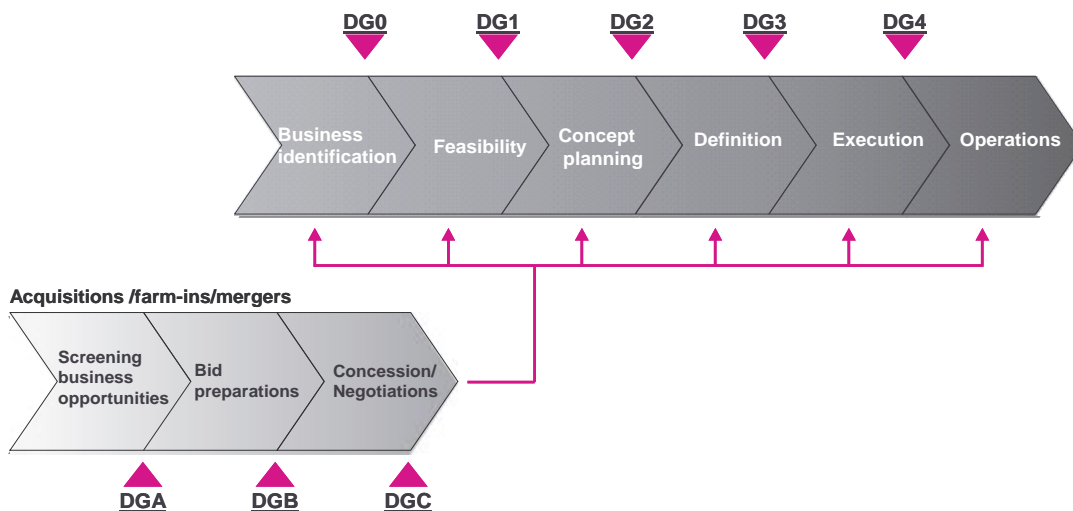 DG0 DG1 DG2 DG3 DG4
Business
identification
Feasibility
Concept
planning
Definition
Execution
Operations
Acquisitions /farm-ins/mergers
Screening
business
opportunities
Bid
preparations
Concession/
Negotiations
DGA DGB DGC